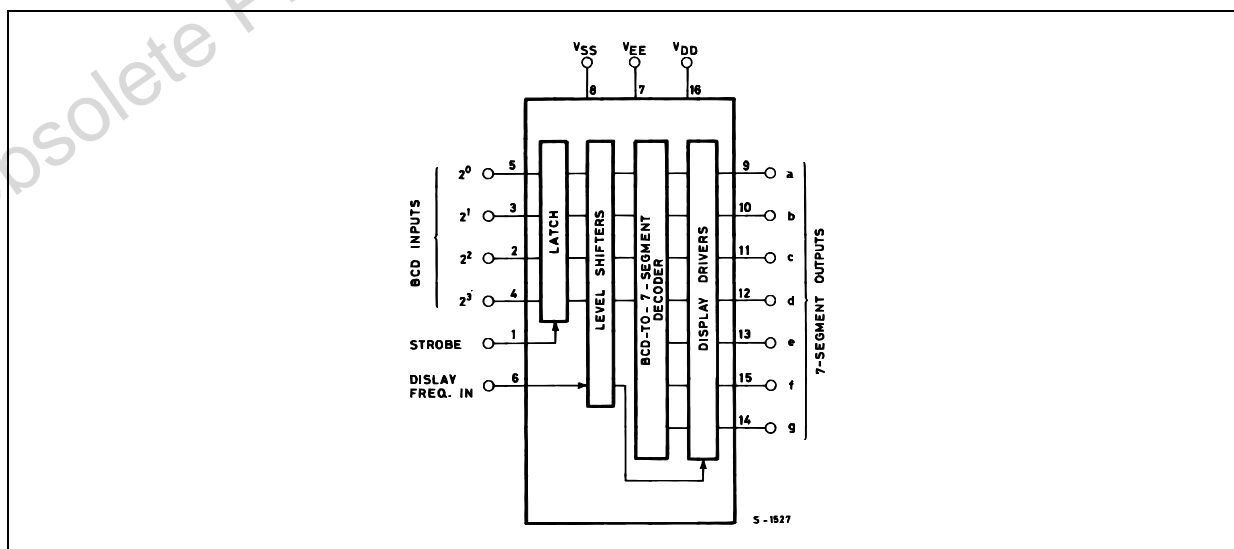 bsolete P
VSS VEE VDD
8 7 16
BCD INPUTS
2⁰ 5
2¹ 3
2² 2
2³ 4
STROBE 1
DISLAY 6
FREQ. IN
LATCH
LEVEL SHIFTERS
BCD-TO-7-SEGMENT
DECODER
DISPLAY DRIVERS
9 a
10 b
11 c
12 d
13 e
15 f
14 g
7-SEGMENT OUTPUTS
S-1527